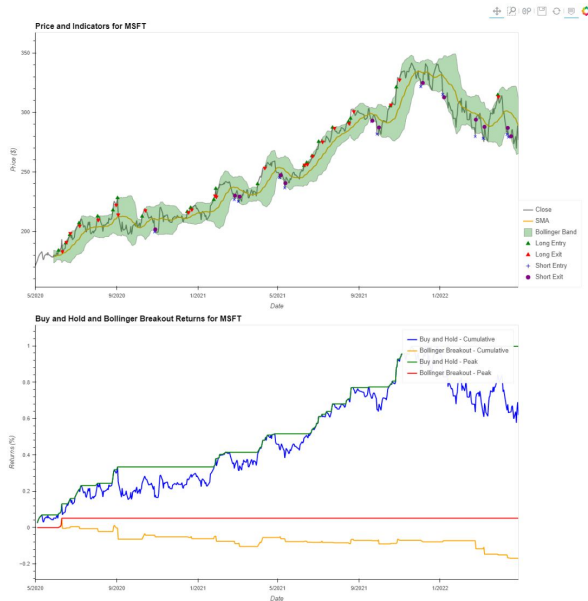 Price and Indicators for MSFT
350
300
250
200
Price ($)
5/2020
9/2020
1/2021
5/2021
9/2021
1/2022
Date
Close
SMA
Bollinger Band
Long Entry
Long Exit
Short Entry
Short Exit
Buy and Hold and Bollinger Breakout Returns for MSFT
1
0.8
0.6
0.4
0.2
0
-0.2
Returns (%)
Buy and Hold - Cumulative
Bollinger Breakout - Cumulative
Buy and Hold - Peak
Bollinger Breakout - Peak
5/2020
9/2020
1/2021
5/2021
9/2021
1/2022
Date